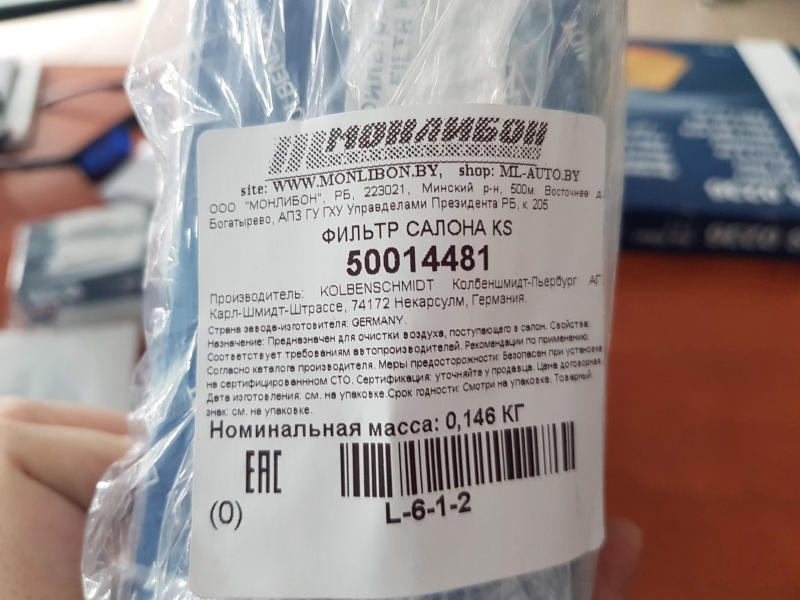 МОНЛИБОН
site: WWW.MONLIBON.BY, shop: ML-AUTO.BY
ООО "МОНЛИБОН", РБ, 223021, Минский р-н, 500м. Восточнее д.
Богатырево, АПЗ ГУ ГХУ Управделами Президента РБ, к. 205
ФИЛЬТР САЛОНА KS
50014481
Производитель: KOLBENSCHMIDT Колбеншмидт-Пьербург АГ,
Карл-Шмидт-Штрассе, 74172 Некарсулм, Германия.
Страна завода-изготовителя: GERMANY.
Назначение: Предназначен для очистки воздуха, поступающего в салон. Свойства:
Соответствует требованиям автопроизводителей. Рекомендации по применению:
Согласно каталога производителя. Меры предосторожности: Безопасен при установке
на сертифицированнном СТО. Сертификация: уточняйте у продавца. Цена договорная.
Дата изготовления: см. на упаковке.Срок годности: Смотри на упаковке. Товарный
знак: см. на упаковке.
Номинальная масса: 0,146 КГ
EAC
(0)
L-6-1-2